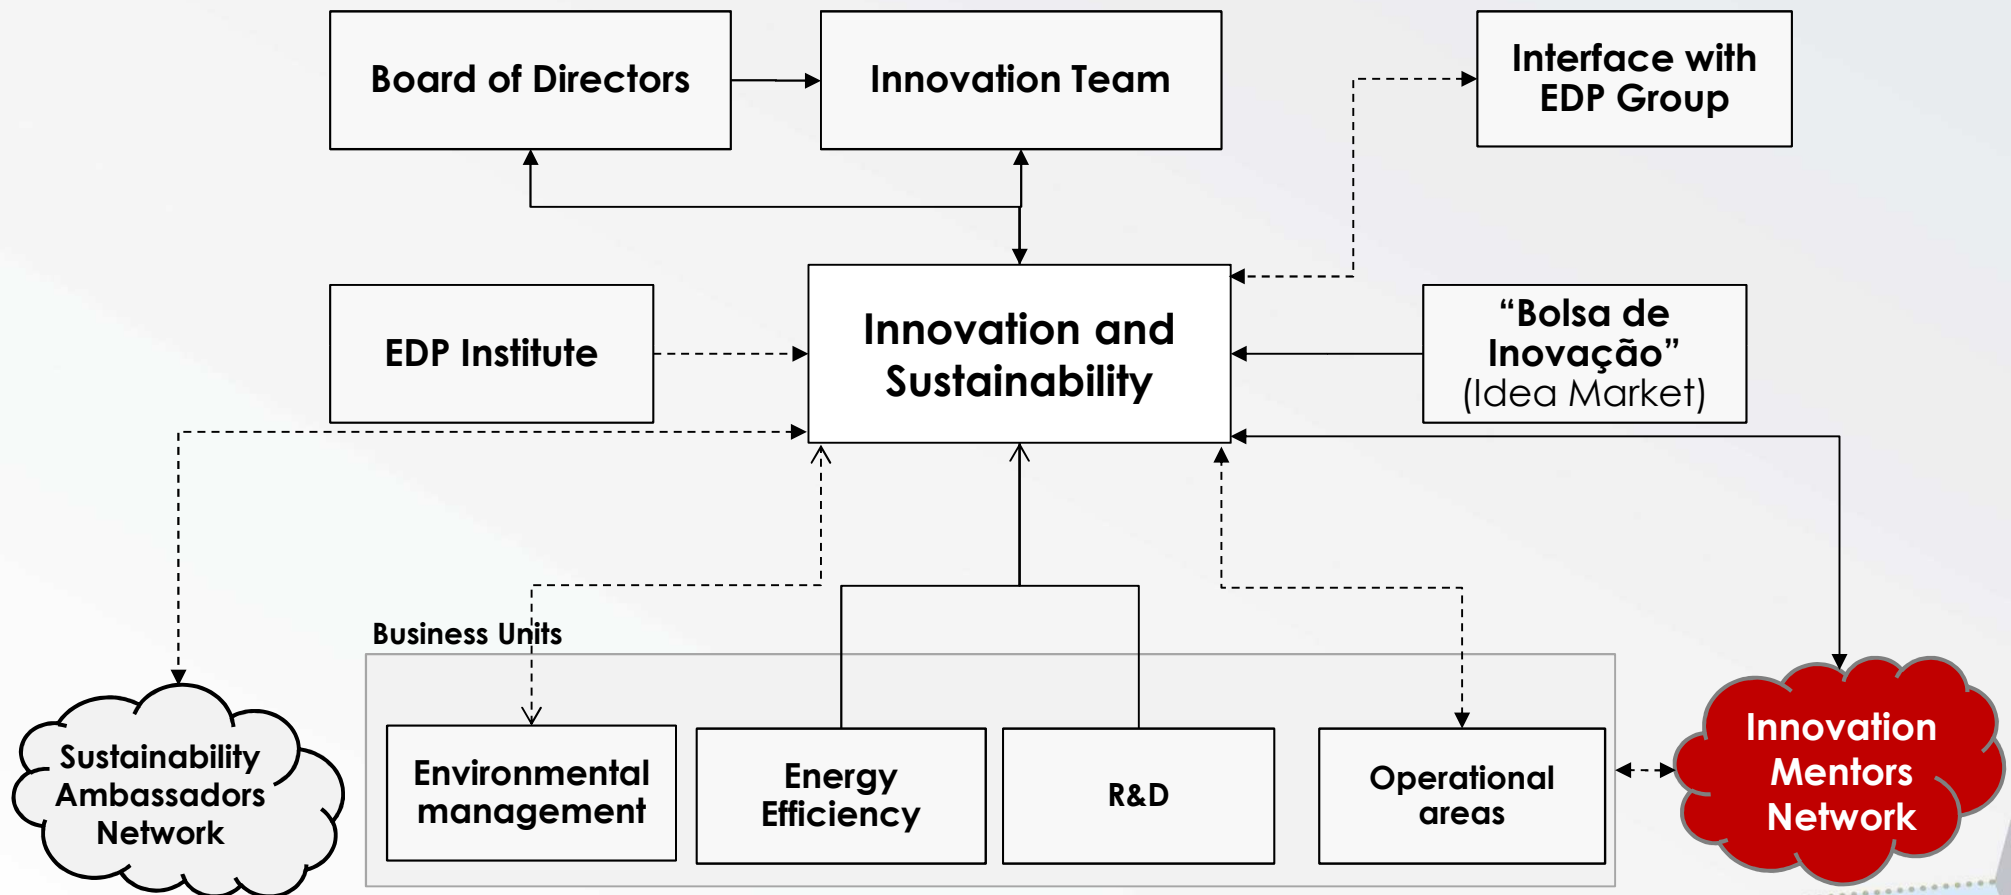 Board of Directors
Innovation Team
Interface with
EDP Group
EDP Institute
Innovation and
Sustainability
“Bolsa de
Inovação”
(Idea Market)
Business Units
Sustainability
Ambassadors
Network
Environmental
management
Energy
Efficiency
R&D
Operational
areas
Innovation
Mentors
Network